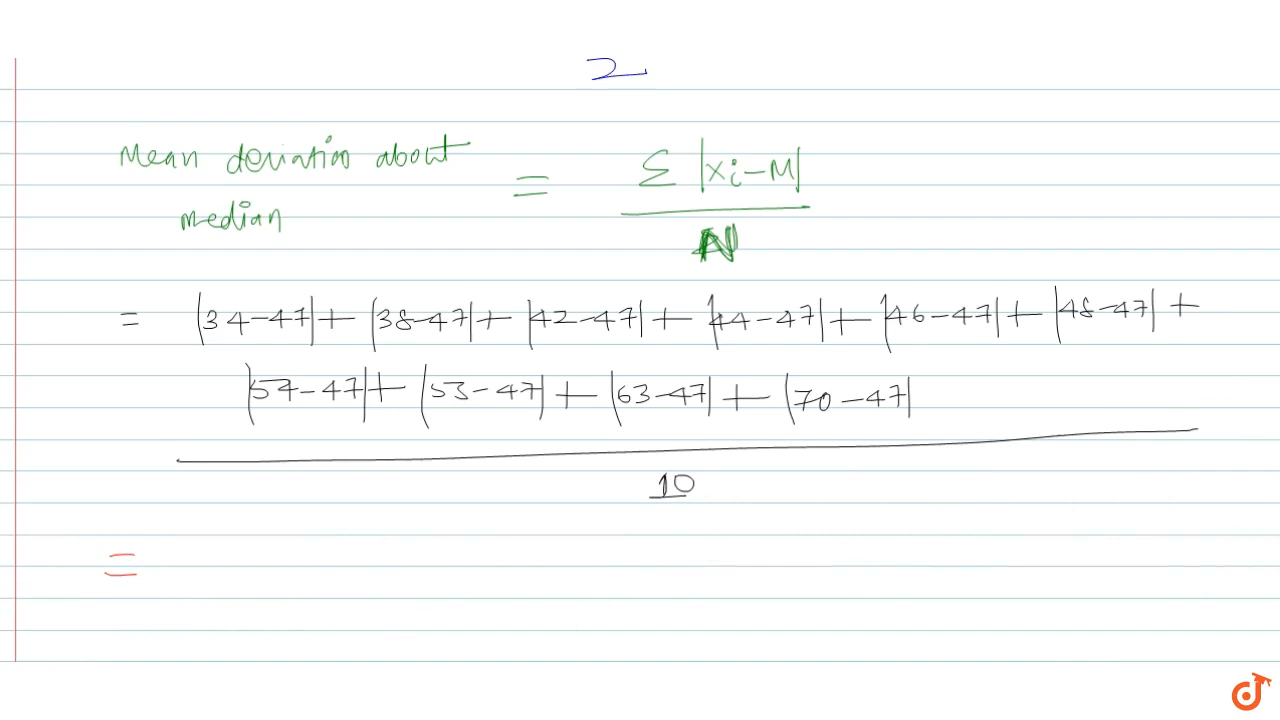 2
Mean deviation about
median
= Σ |xi-M|
N
= |34-47|+ |38-47|+ |42-47|+ |44-47|+ |46-47|+ |48-47|+
|54-47|+ |53-47|+ |63-47|+ |70-47|
10
=